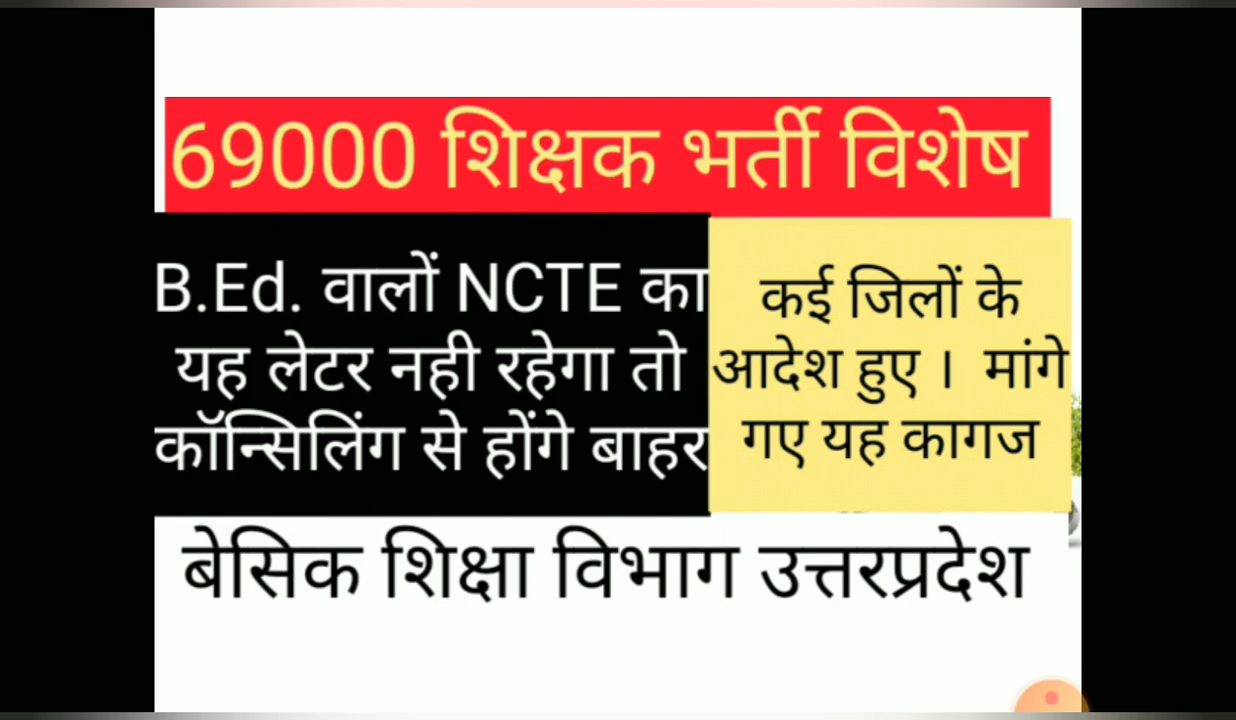 69000 शिक्षक भर्ती विशेष
B.Ed. वालों NCTE का
यह लेटर नही रहेगा तो
कॉन्सिलिंग से होंगे बाहर
कई जिलों के
आदेश हुए । मांगे
गए यह कागज
बेसिक शिक्षा विभाग उत्तरप्रदेश